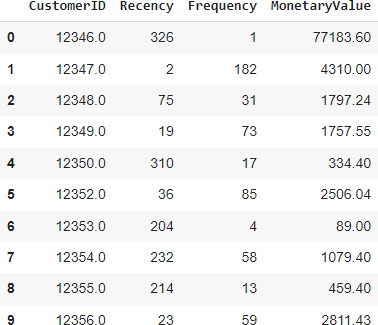 CustomerID Recency Frequency MonetaryValue
0 12346.0 326 1 77183.60
1 12347.0 2 182 4310.00
2 12348.0 75 31 1797.24
3 12349.0 19 73 1757.55
4 12350.0 310 17 334.40
5 12352.0 36 85 2506.04
6 12353.0 204 4 89.00
7 12354.0 232 58 1079.40
8 12355.0 214 13 459.40
9 12356.0 23 59 2811.43